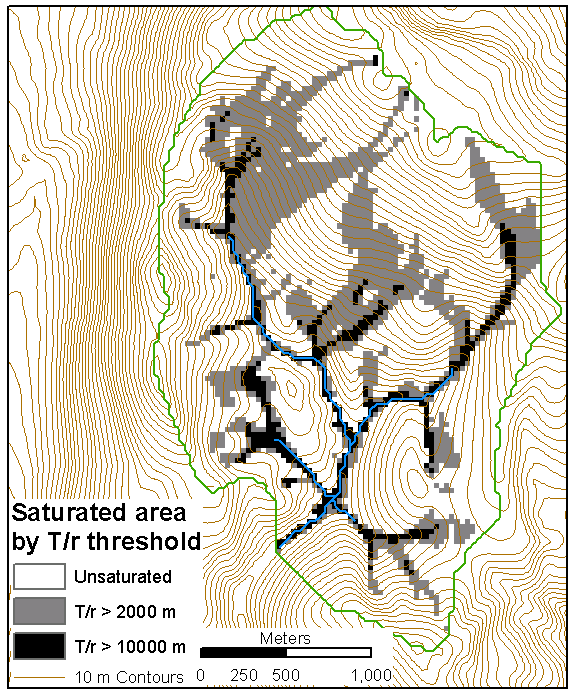 Saturated area
by T/r threshold
Unsaturated
T/r > 2000 m
T/r > 10000 m
10 m Contours
Meters
0 250 500 1,000